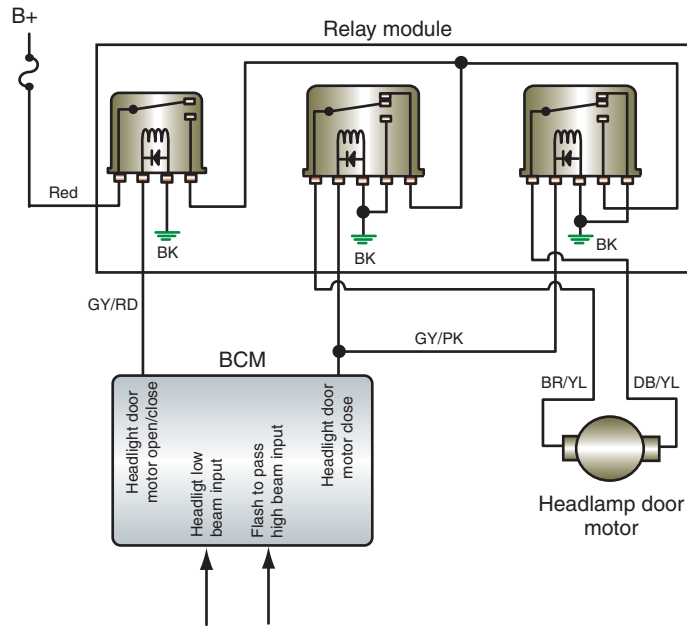 B+
Relay module
Red
BK
BK
BK
GY/RD
GY/PK
BCM
BR/YL
DB/YL
Headlight door
motor open/close
Headligt low
beam input
Flash to pass
high beam input
Headlight door
motor close
Headlamp door
motor